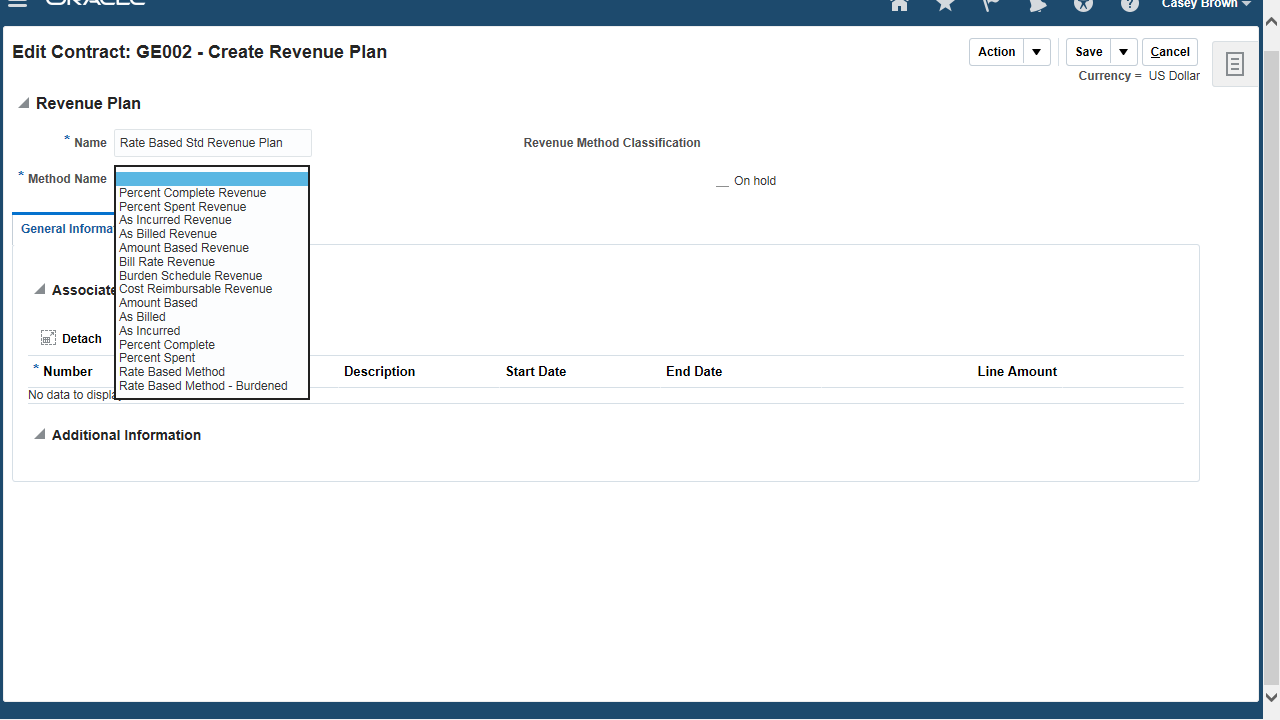 ORACLE
Casey Brown
Edit Contract: GE002 - Create Revenue Plan
Action
Save
Cancel
Currency = US Dollar
Revenue Plan
* Name Rate Based Std Revenue Plan
Revenue Method Classification
* Method Name
On hold
Percent Complete Revenue
Percent Spent Revenue
As Incurred Revenue
As Billed Revenue
Amount Based Revenue
Bill Rate Revenue
Burden Schedule Revenue
Cost Reimbursable Revenue
Amount Based
As Billed
As Incurred
Percent Complete
Percent Spent
Rate Based Method
Rate Based Method - Burdened
General Informa
Associate
Detach
* Number Description Start Date End Date Line Amount
No data to displa
Additional Information